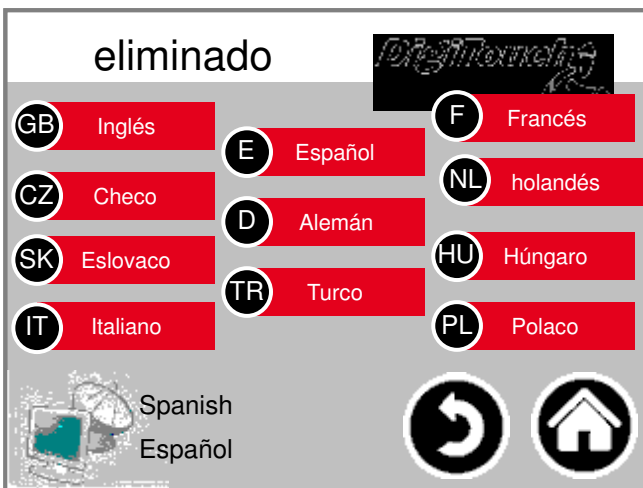 eliminado
DigiTouch
GB Inglés
CZ Checo
SK Eslovaco
IT Italiano
E Español
D Alemán
TR Turco
F Francés
NL holandés
HU Húngaro
PL Polaco
Spanish
Español